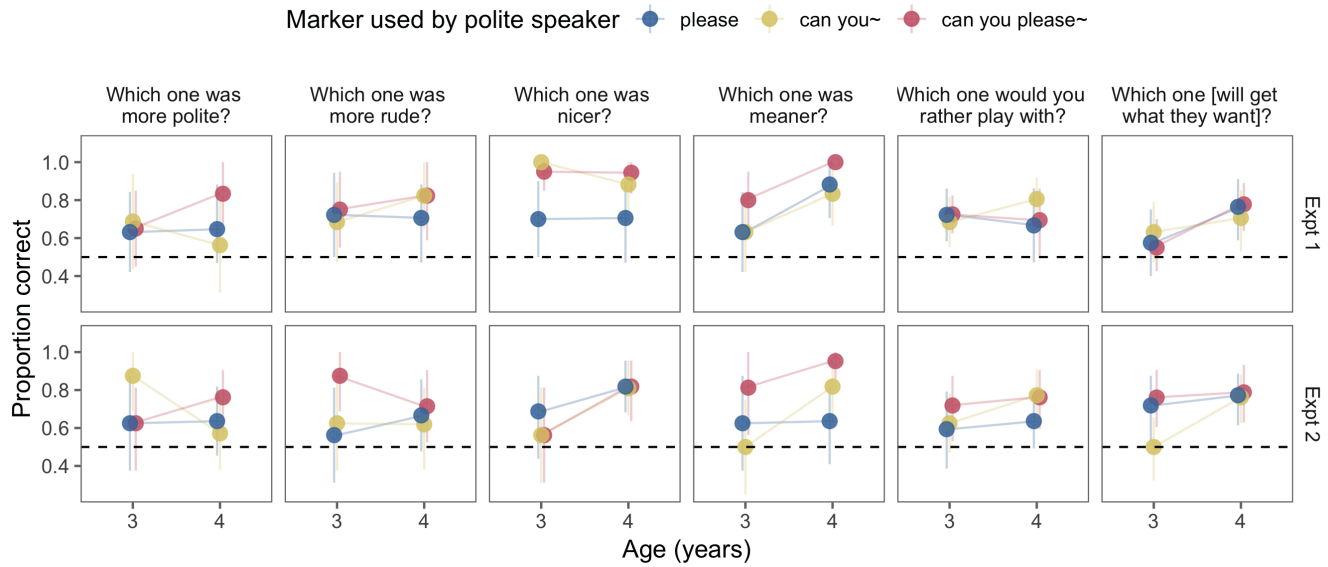 Marker used by polite speaker please can you~ can you please~
Which one was
more polite?
Which one was
more rude?
Which one was
nicer?
Which one was
meaner?
Which one would you
rather play with?
Which one [will get
what they want]?
Proportion correct
1.0
0.8
0.6
0.4
Expt 1
1.0
0.8
0.6
0.4
Expt 2
3 4 3 4 3 4 3 4 3 4 3 4
Age (years)